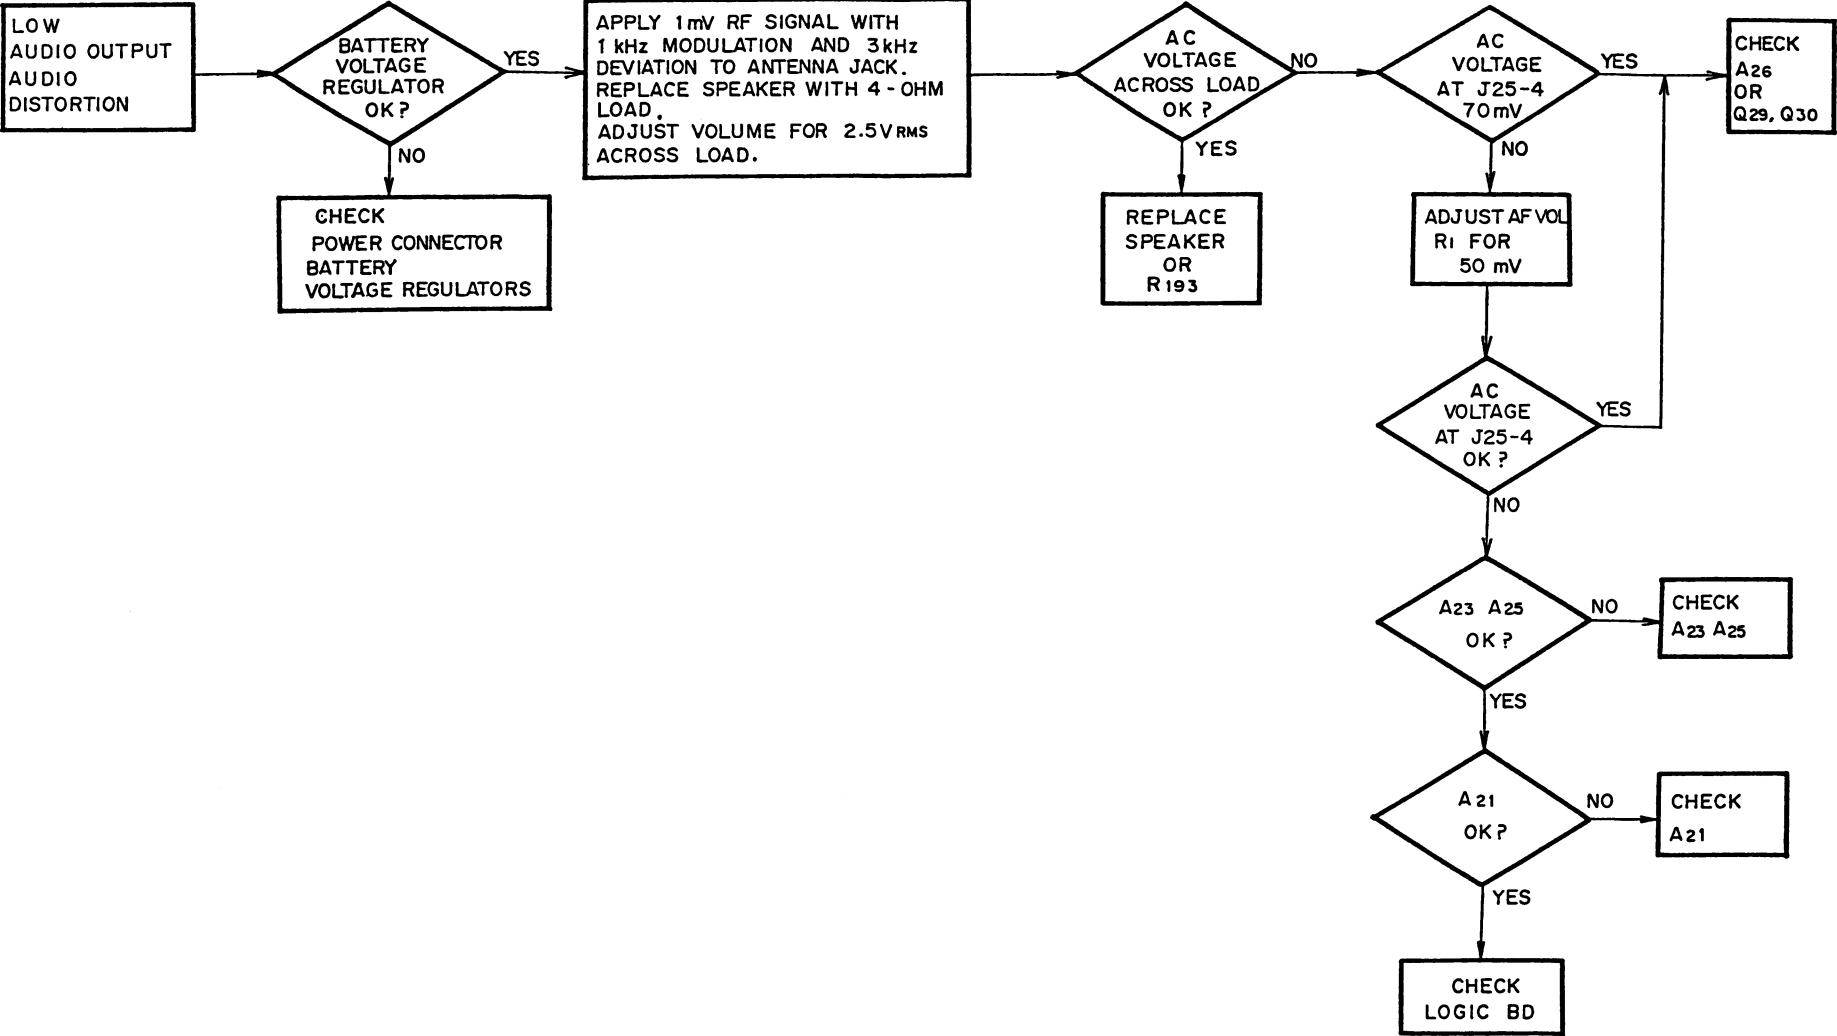 LOW
AUDIO OUTPUT
AUDIO
DISTORTION
BATTERY
VOLTAGE
REGULATOR
OK?
YES
NO
CHECK
POWER CONNECTOR
BATTERY
VOLTAGE REGULATORS
APPLY 1mV RF SIGNAL WITH
1 kHz MODULATION AND 3kHz
DEVIATION TO ANTENNA JACK.
REPLACE SPEAKER WITH 4-OHM
LOAD.
ADJUST VOLUME FOR 2.5V RMS
ACROSS LOAD.
AC
VOLTAGE
ACROSS LOAD
OK?
NO
YES
REPLACE
SPEAKER
OR
R193
AC
VOLTAGE
AT J25-4
70mV
YES
NO
CHECK
A26
OR
Q29, Q30
ADJUST AF VOL
R1 FOR
50 mV
AC
VOLTAGE
AT J25-4
OK?
YES
NO
A23 A25
OK?
NO
CHECK
A23 A25
YES
A21
OK?
NO
CHECK
A21
YES
CHECK
LOGIC BD